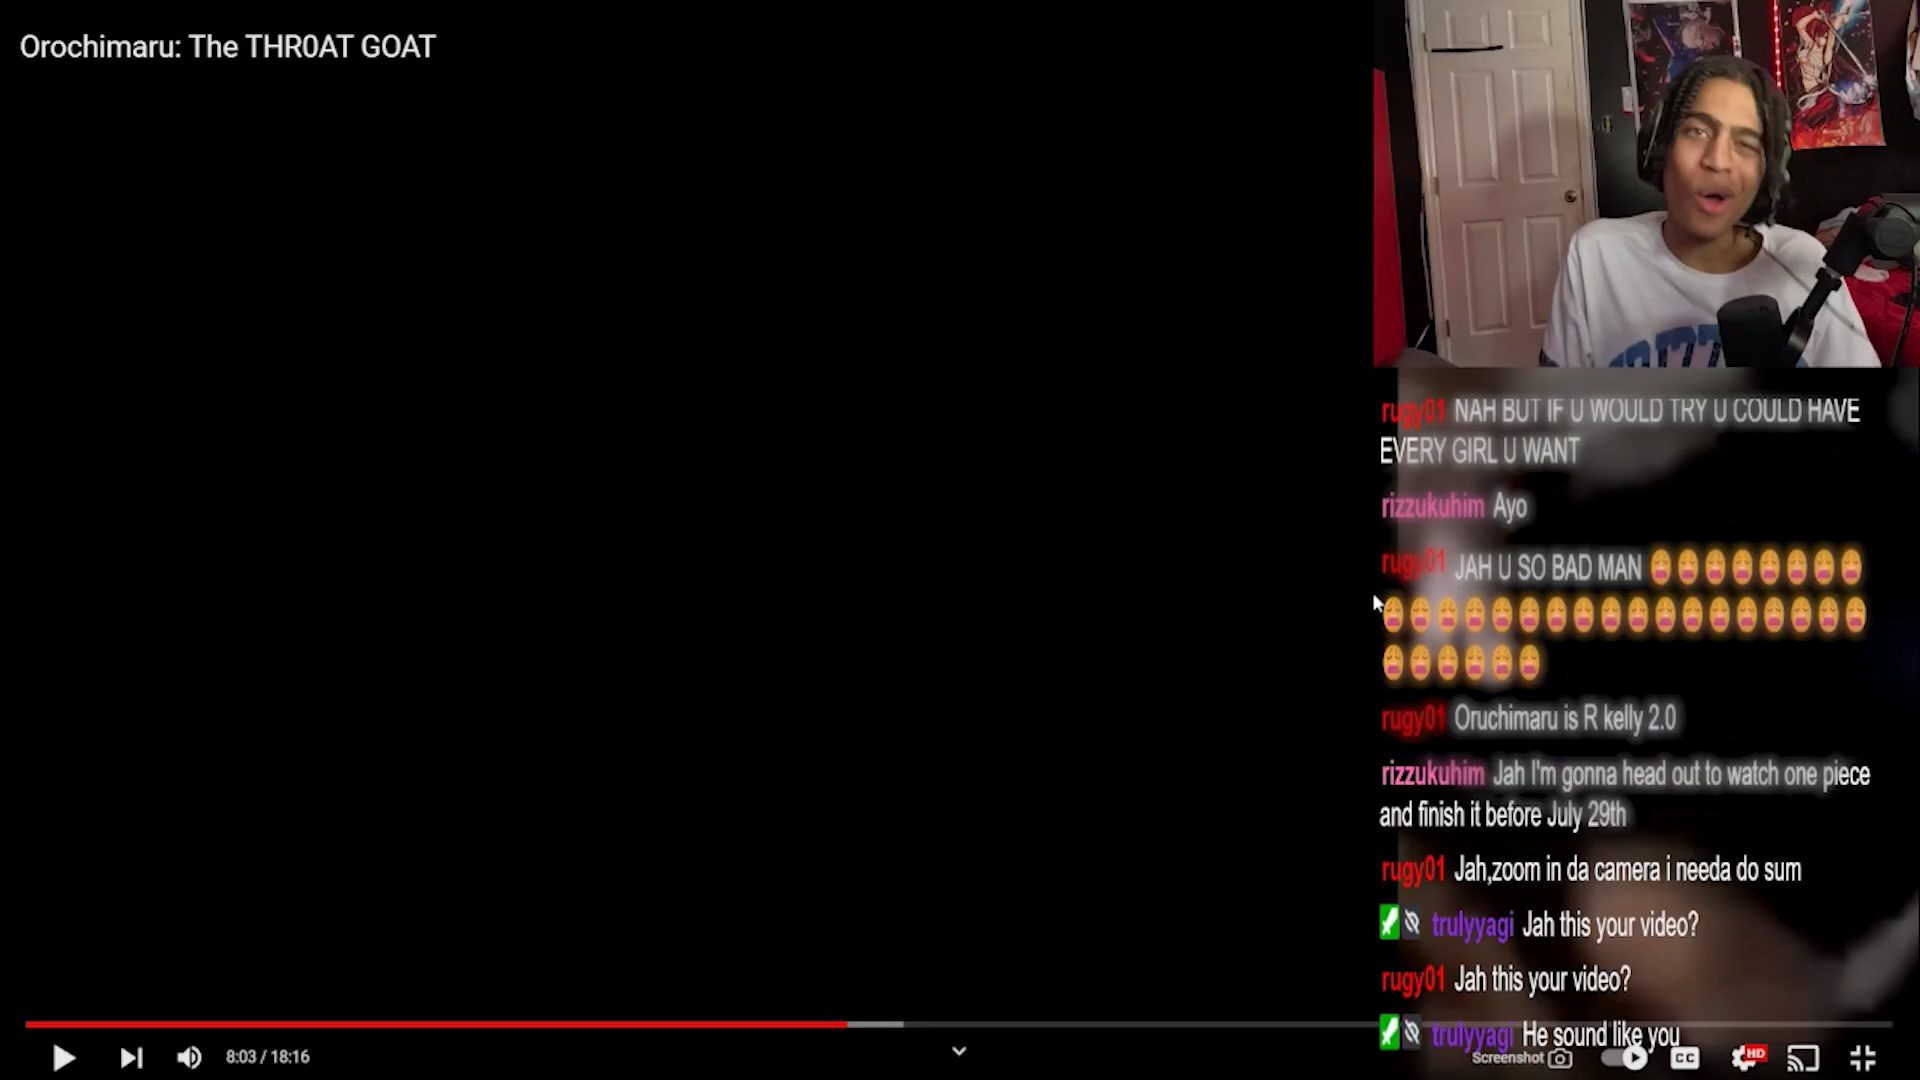 Orochimaru: The THR0AT GOAT
rugy01 NAH BUT IF U WOULD TRY U COULD HAVE
EVERY GIRL U WANT
rizzukuhim Ayo
rugy01 JAH U SO BAD MAN 😩😩😩😩😩😩😩😩
😩😩😩😩😩😩😩😩😩😩😩😩😩😩😩😩😩😩
😩😩😩😩😩😩
rugy01 Oruchimaru is R kelly 2.0
rizzukuhim Jah I'm gonna head out to watch one piece
and finish it before July 29th
rugy01 Jah,zoom in da camera i needa do sum
trulyyagi Jah this your video?
rugy01 Jah this your video?
trulyyagi He sound like you
8:03 / 18:16
Screenshot
CC
HD